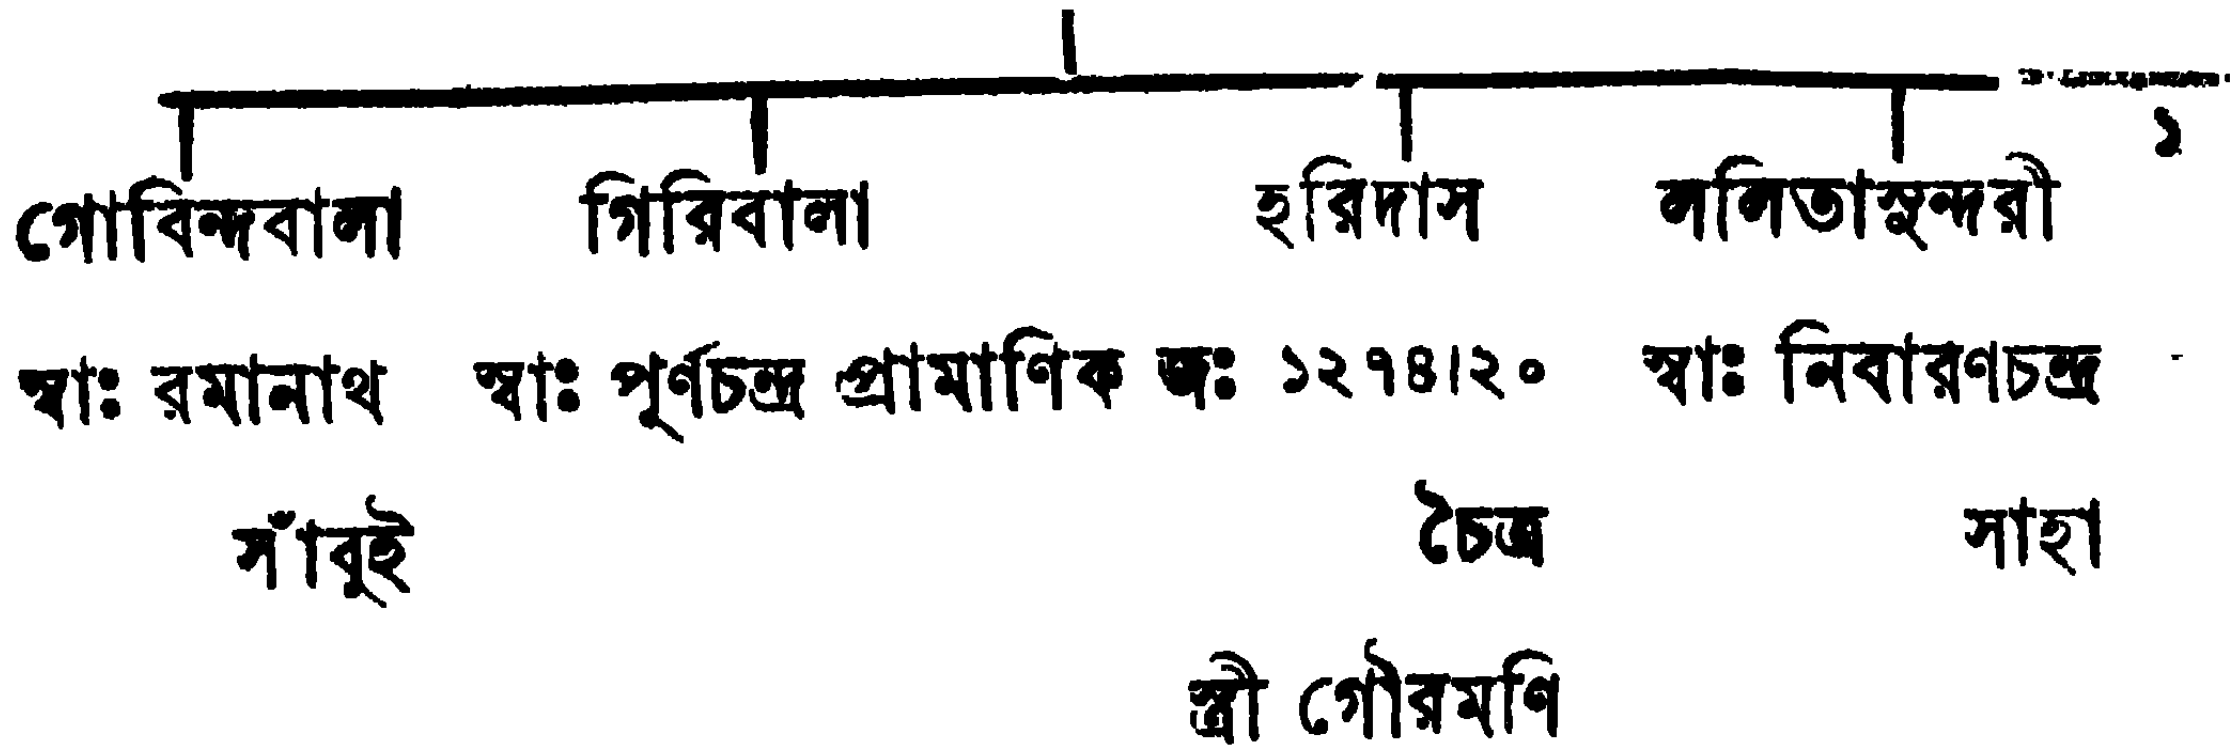 ১
গোবিন্দবালা গিরিবালা হরিদাস ললিতাসুন্দরী
স্বাঃ রমানাথ স্বাঃ পূর্ণচন্দ্র প্রামাণিক জঃ ১২৭৪।২০ স্বাঃ নিবারণচন্দ্র
সাঁবুই চৈত্র সাহা
স্ত্রী গৌরমণি